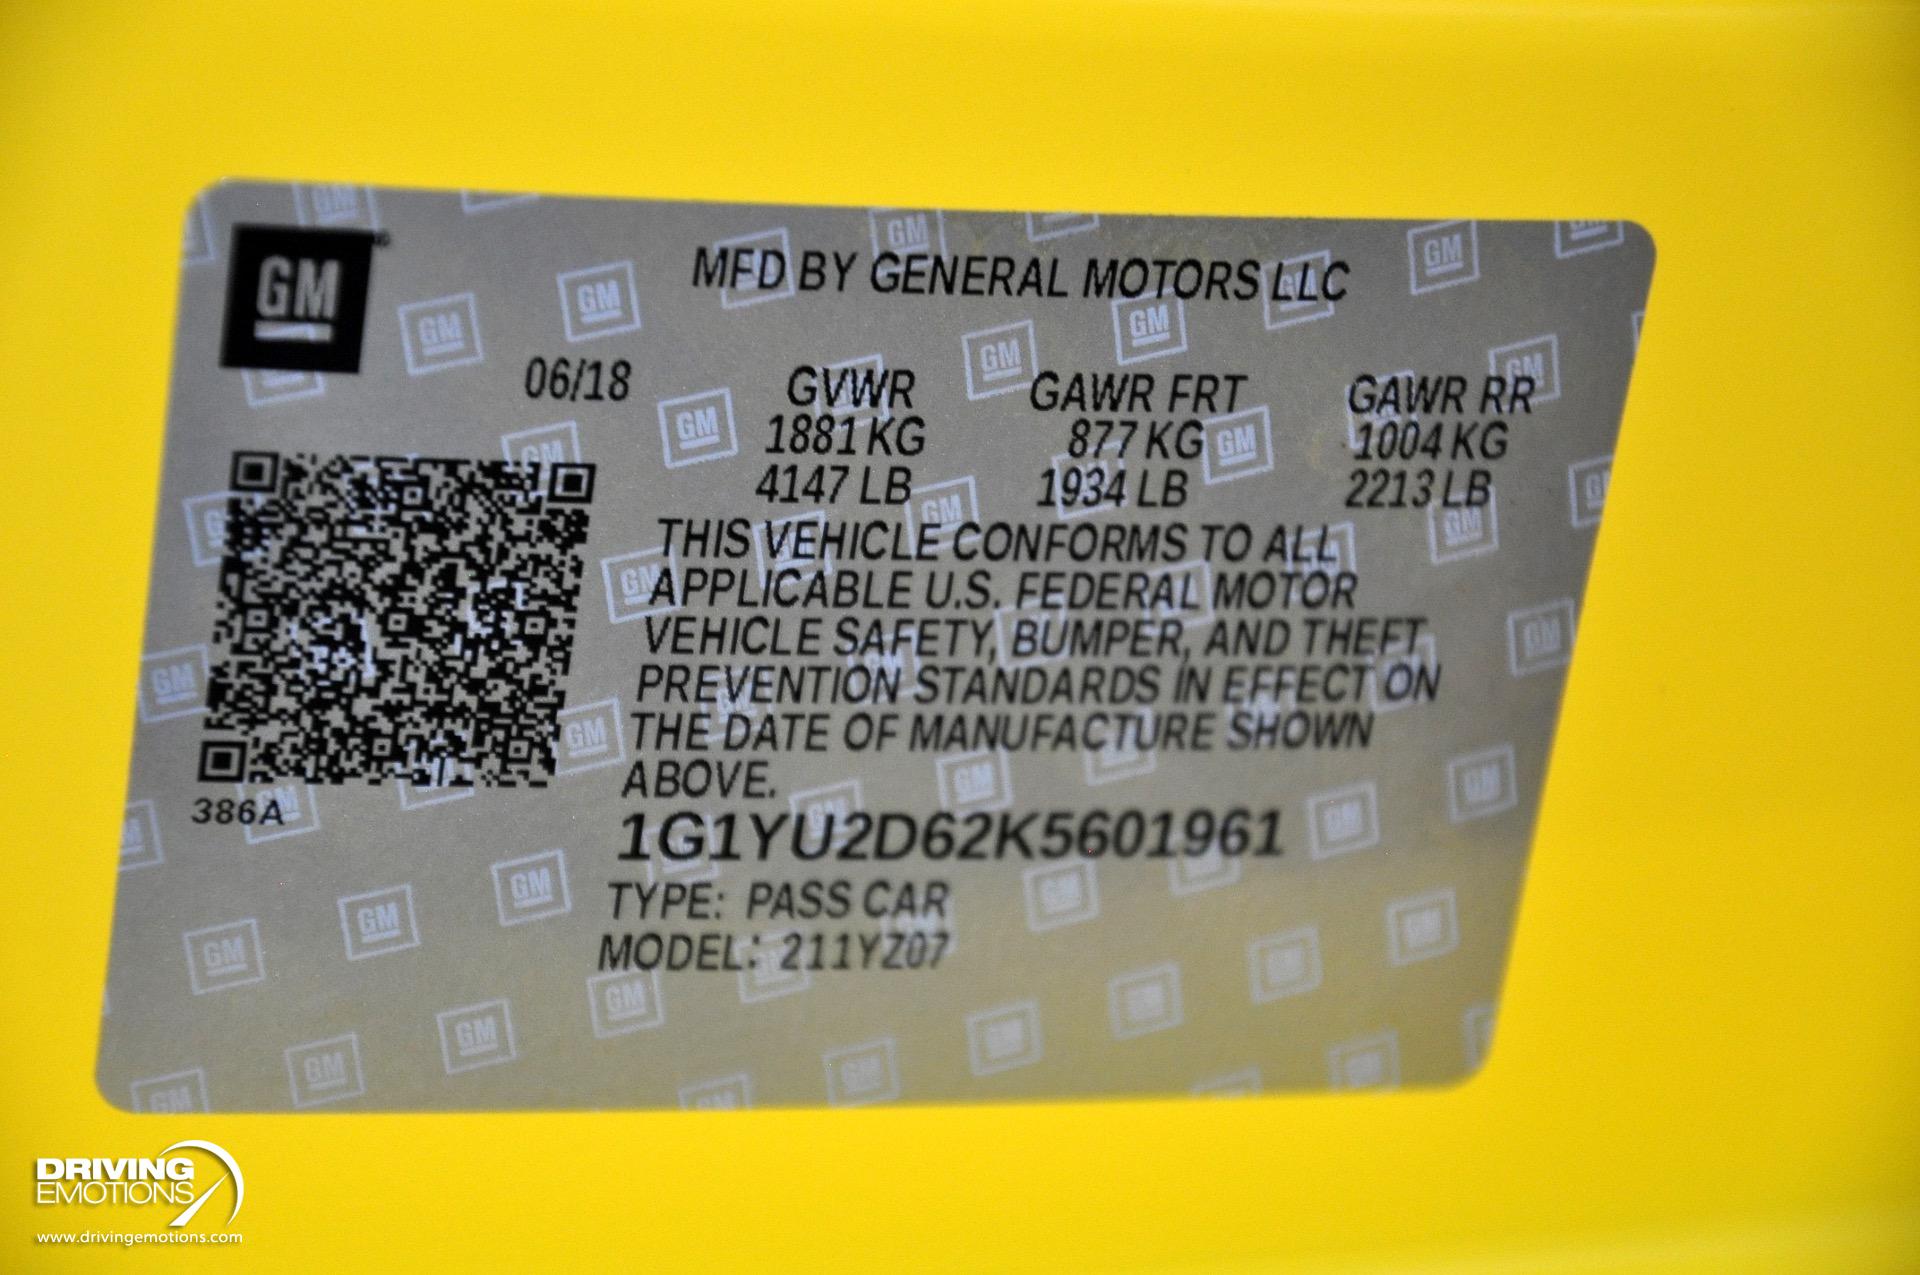 GM
MFD BY GENERAL MOTORS LLC
06/18 GVWR GAWR FRT GAWR RR
1881 KG 877 KG 1004 KG
4147 LB 1934 LB 2213 LB
THIS VEHICLE CONFORMS TO ALL
APPLICABLE U.S. FEDERAL MOTOR
VEHICLE SAFETY, BUMPER, AND THEFT
PREVENTION STANDARDS IN EFFECT ON
THE DATE OF MANUFACTURE SHOWN
ABOVE.
386A
1G1YU2D62K5601961
TYPE: PASS CAR
MODEL: 211YZ07
DRIVING
EMOTIONS
www.drivingemotions.com